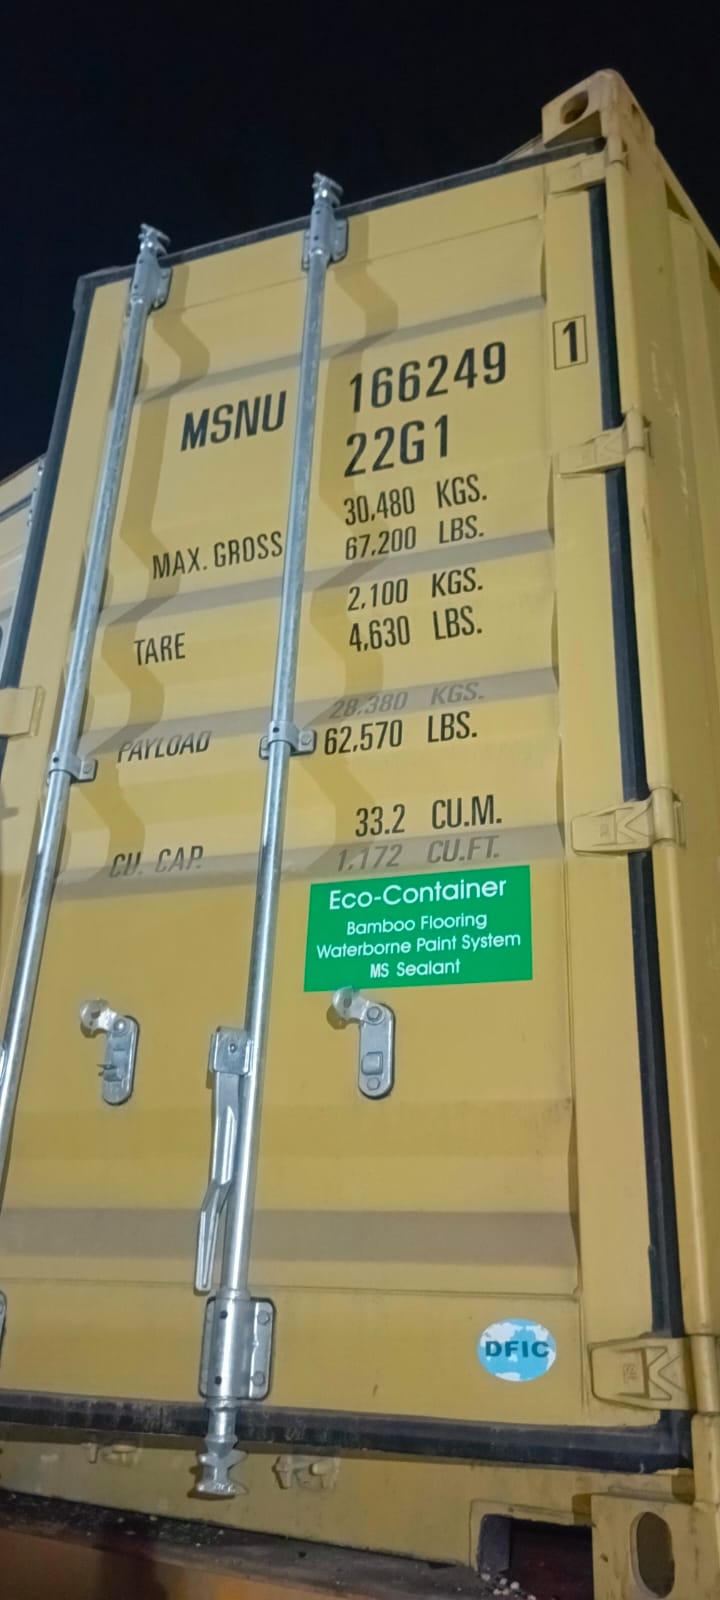 MSNU 166249 1
22G1
MAX. GROSS 30,480 KGS.
67,200 LBS.
TARE 2,100 KGS.
4,630 LBS.
PAYLOAD 28,380 KGS.
62,570 LBS.
CU. CAP. 33.2 CU.M.
1,172 CU.FT.
Eco-Container
Bamboo Flooring
Waterborne Paint System
MS Sealant
DFIC